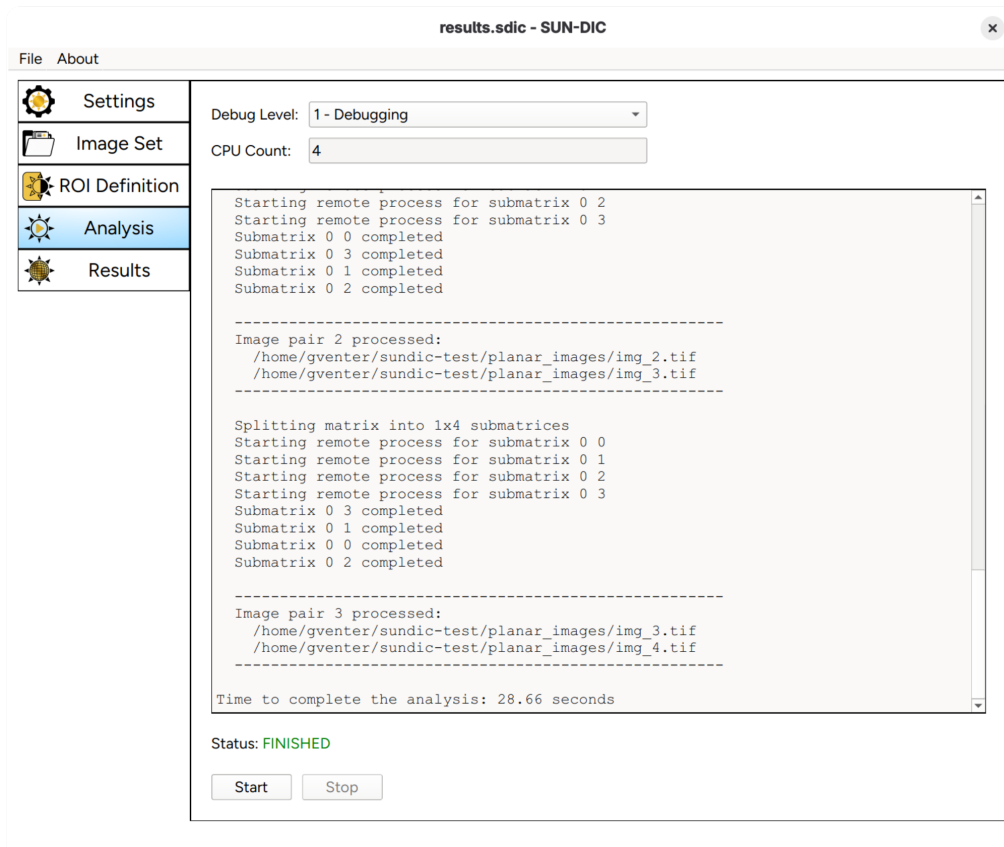 results.sdic - SUN-DIC
File About
Settings
Image Set
ROI Definition
Analysis
Results
Debug Level: 1 - Debugging
CPU Count: 4
Starting remote process for submatrix 0 2
Starting remote process for submatrix 0 3
Submatrix 0 0 completed
Submatrix 0 3 completed
Submatrix 0 1 completed
Submatrix 0 2 completed
------------------------------------------------------
Image pair 2 processed:
/home/gventer/sundic-test/planar_images/img_2.tif
/home/gventer/sundic-test/planar_images/img_3.tif
------------------------------------------------------
Splitting matrix into 1x4 submatrices
Starting remote process for submatrix 0 0
Starting remote process for submatrix 0 1
Starting remote process for submatrix 0 2
Starting remote process for submatrix 0 3
Submatrix 0 3 completed
Submatrix 0 1 completed
Submatrix 0 0 completed
Submatrix 0 2 completed
------------------------------------------------------
Image pair 3 processed:
/home/gventer/sundic-test/planar_images/img_3.tif
/home/gventer/sundic-test/planar_images/img_4.tif
------------------------------------------------------
Time to complete the analysis: 28.66 seconds
Status: FINISHED
Start Stop